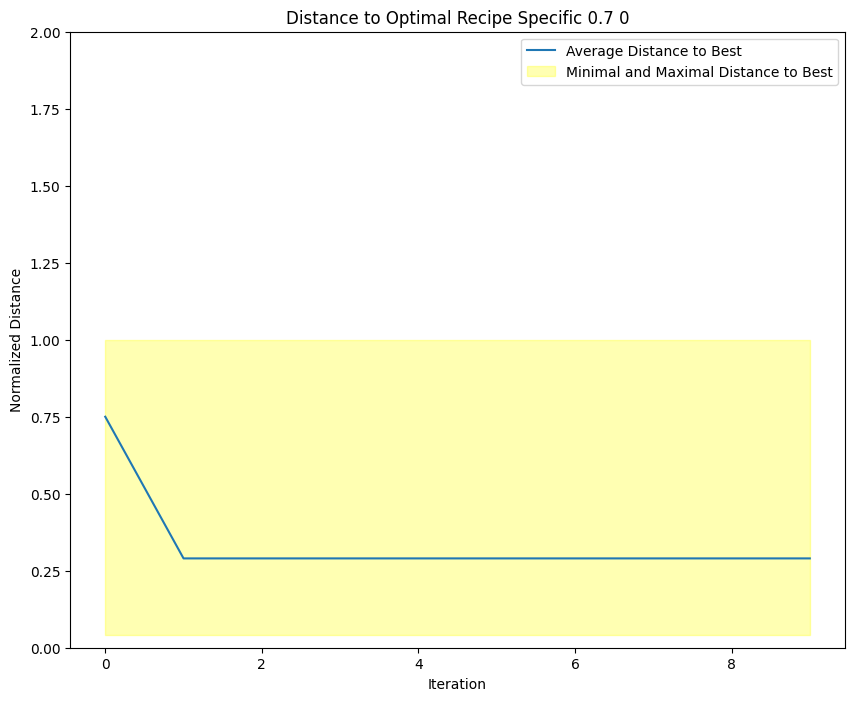 Distance to Optimal Recipe Specific 0.7 0
Average Distance to Best
Minimal and Maximal Distance to Best
2.00
1.75
1.50
1.25
1.00
0.75
0.50
0.25
0.00
Normalized Distance
0 2 4 6 8
Iteration